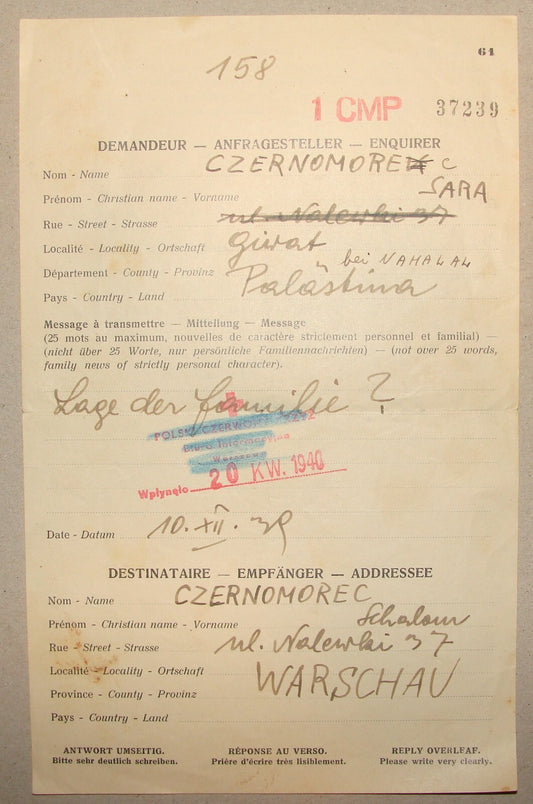 64
158
1 CMP 37239
DEMANDEUR — ANFRAGESTELLER — ENQUIRER
Nom - Name CZERNOMOREC
Prénom - Christian name - Vorname SARA
Rue - Street - Strasse ul. Nalewki 37
Localité - Locality - Ortschaft Giwat
Département - County - Provinz bei NAHALAL
Pays - Country - Land Palästina
Message à transmettre — Mitteilung — Message
(25 mots au maximum, nouvelles de caractère strictement personnel et familial) —
(nicht über 25 Worte, nur persönliche Familiennachrichten) — (not over 25 words,
family news of strictly personal character).
Lage der Familie?
POLSKI CZERWONY
Biuro Informacyjne
Warszawa
Wpłynęło 20 KW. 1940
Date - Datum 10. XII. 39
DESTINATAIRE — EMPFÄNGER — ADDRESSEE
Nom - Name CZERNOMOREC
Prénom - Christian name - Vorname Schalom
Rue - Street - Strasse ul. Nalewki 37
Localité - Locality - Ortschaft WARSCHAU
Province - County - Provinz
Pays - Country - Land
ANTWORT UMSEITIG. RÉPONSE AU VERSO. REPLY OVERLEAF.
Bitte sehr deutlich schreiben. Prière d'écrire très lisiblement. Please write very clearly.